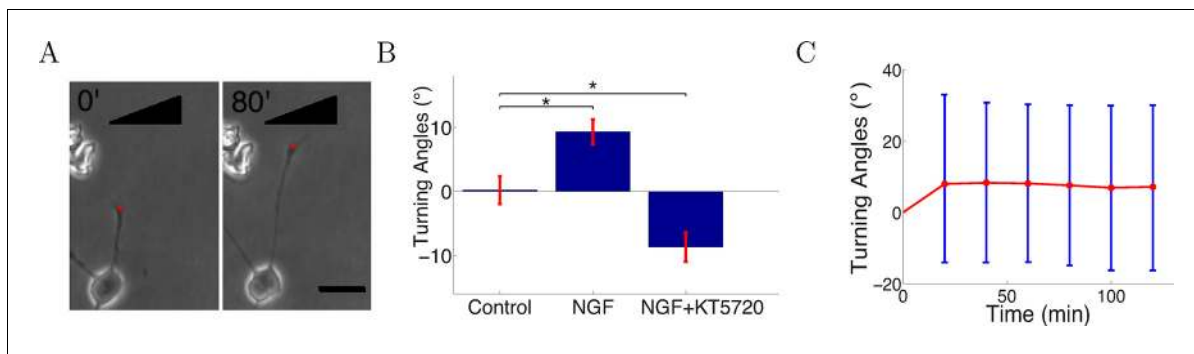 A
0'
80'
B
Turning Angles (°)
10
0
−10
*
*
Control
NGF
NGF+KT5720
C
Turning Angles (°)
40
20
0
−20
0
50
100
Time (min)